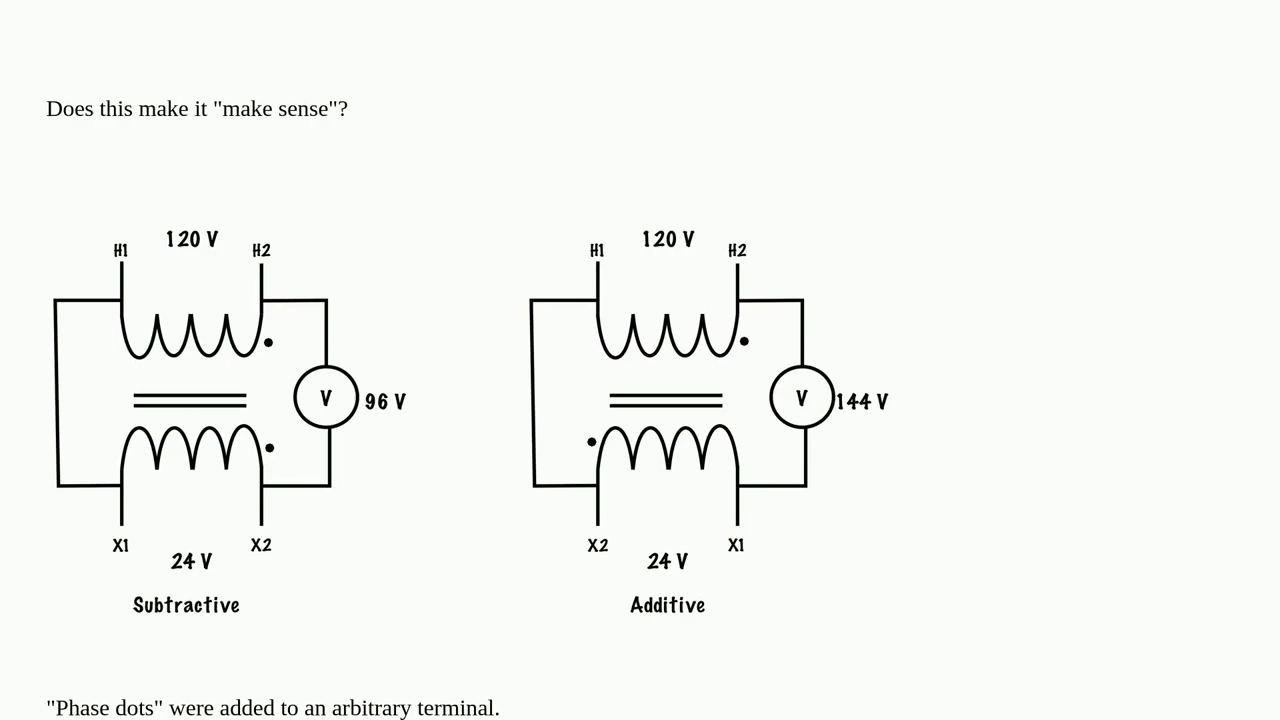 Does this make it "make sense"?
120 V
H1 H2
V 96 V
X1 X2
24 V
Subtractive
120 V
H1 H2
V 144 V
X2 X1
24 V
Additive
"Phase dots" were added to an arbitrary terminal.